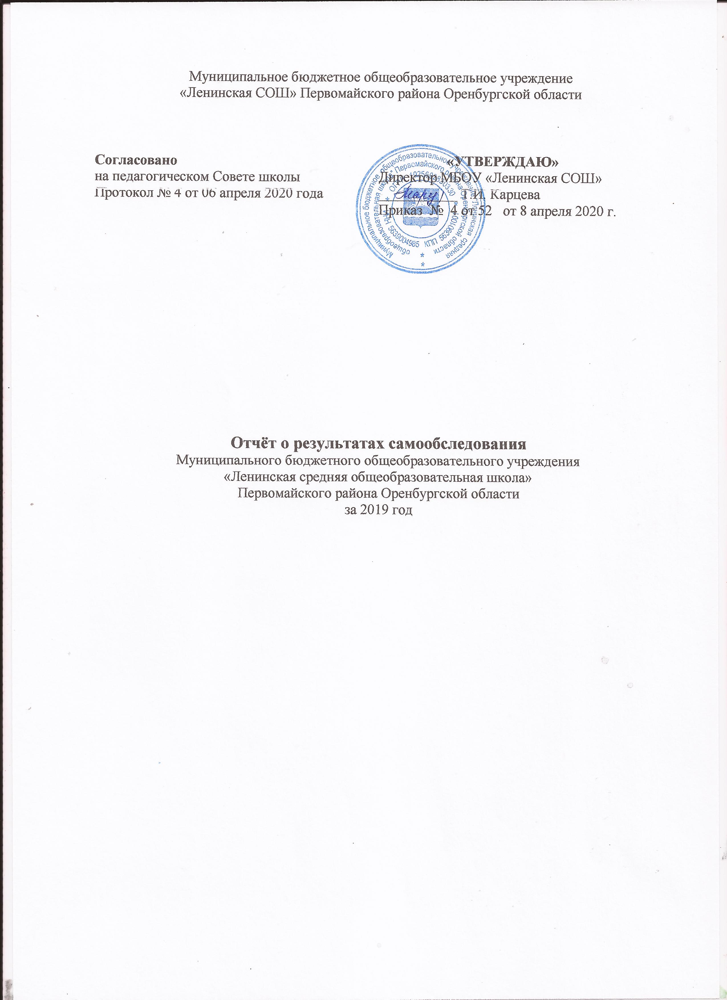 Муниципальное бюджетное общеобразовательное учреждение
«Ленинская СОШ» Первомайского района Оренбургской области
Согласовано
на педагогическом Совете школы
Протокол № 4 от 06 апреля 2020 года
«УТВЕРЖДАЮ»
Директор МБОУ «Ленинская СОШ»
Карцева
Приказ № 4 от 52 от 8 апреля 2020 г.
Муниципальное бюджетное общеобразовательное учреждение "Ленинская средняя
общеобразовательная школа" Первомайского района Оренбургской области
ИНН 5639004985 КПП 563901001
Отчёт о результатах самообследования
Муниципального бюджетного общеобразовательного учреждения
«Ленинская средняя общеобразовательная школа»
Первомайского района Оренбургской области
за 2019 год